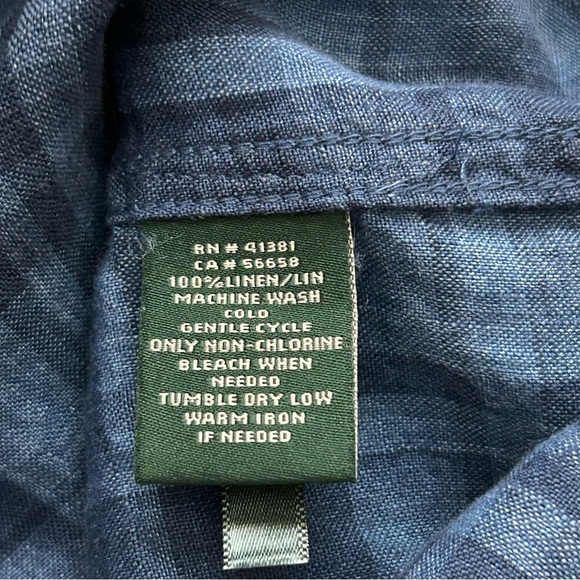 RN # 41381
CA # 56658
100%LINEN/LIN
MACHINE WASH
COLD
GENTLE CYCLE
ONLY NON-CHLORINE
BLEACH WHEN
NEEDED
TUMBLE DRY LOW
WARM IRON
IF NEEDED